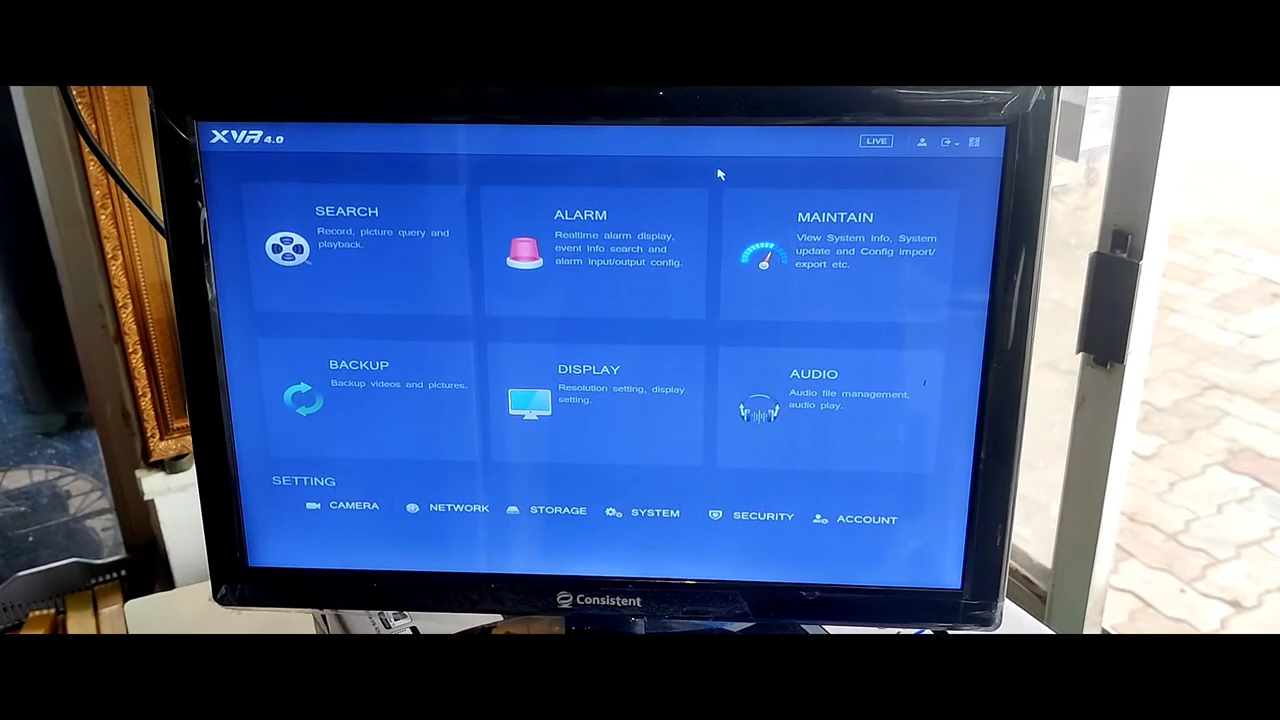 XVR 4.0
LIVE
SEARCH
Record, picture query and
playback.
ALARM
Realtime alarm display,
event info search and
alarm input/output config.
MAINTAIN
View System info, System
update and Config import/
export etc.
BACKUP
Backup videos and pictures.
DISPLAY
Resolution setting, display
setting.
AUDIO
Audio file management,
audio play.
SETTING
CAMERA NETWORK STORAGE SYSTEM SECURITY ACCOUNT
Consistent